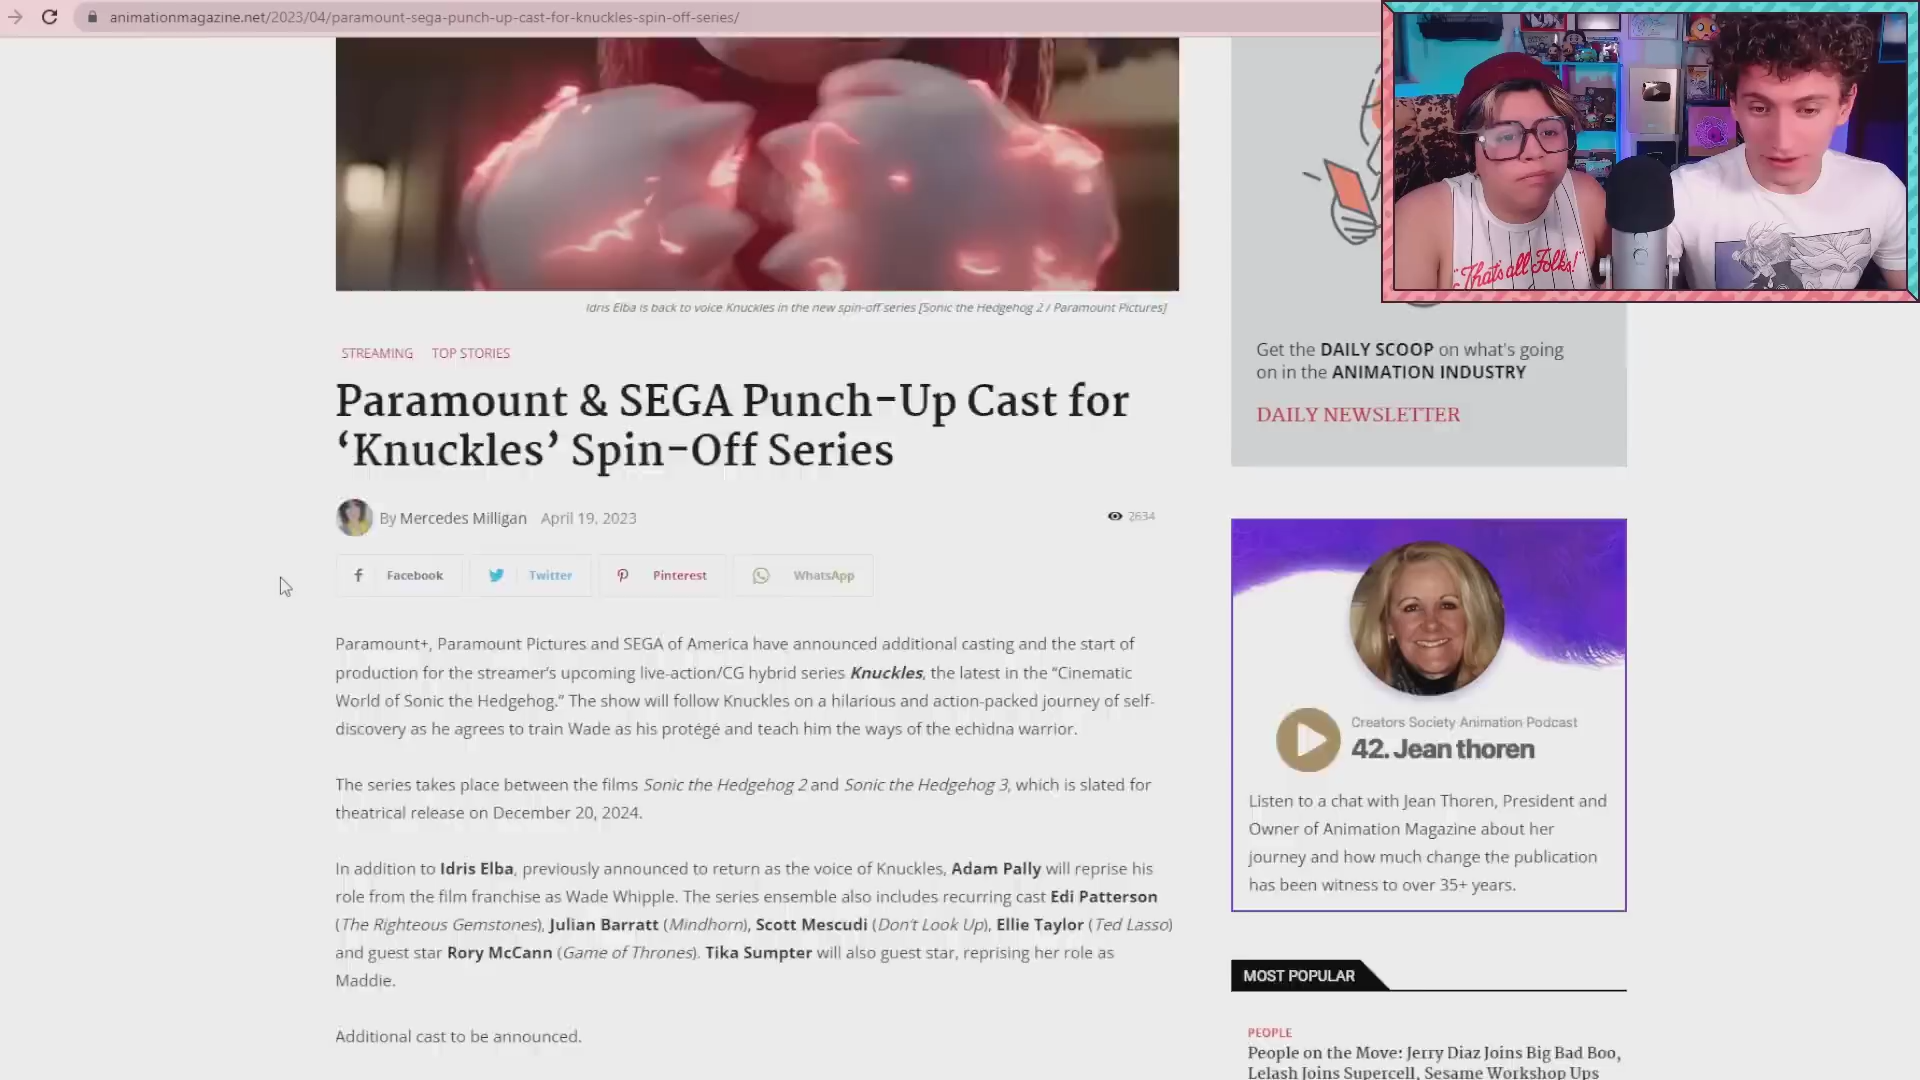 animationmagazine.net/2023/04/paramount-sega-punch-up-cast-for-knuckles-spin-off-series/
"That's all Folks!"
Idris Elba is back to voice Knuckles in the new spin-off series [Sonic the Hedgehog 2 / Paramount Pictures]
STREAMING TOP STORIES
Paramount & SEGA Punch-Up Cast for
‘Knuckles’ Spin-Off Series
By Mercedes Milligan April 19, 2023
2634
Facebook Twitter Pinterest WhatsApp
Paramount+, Paramount Pictures and SEGA of America have announced additional casting and the start of
production for the streamer's upcoming live-action/CG hybrid series Knuckles, the latest in the “Cinematic
World of Sonic the Hedgehog.” The show will follow Knuckles on a hilarious and action-packed journey of self-
discovery as he agrees to train Wade as his protégé and teach him the ways of the echidna warrior.
The series takes place between the films Sonic the Hedgehog 2 and Sonic the Hedgehog 3, which is slated for
theatrical release on December 20, 2024.
In addition to Idris Elba, previously announced to return as the voice of Knuckles, Adam Pally will reprise his
role from the film franchise as Wade Whipple. The series ensemble also includes recurring cast Edi Patterson
(The Righteous Gemstones), Julian Barratt (Mindhorn), Scott Mescudi (Don't Look Up), Ellie Taylor (Ted Lasso)
and guest star Rory McCann (Game of Thrones). Tika Sumpter will also guest star, reprising her role as
Maddie.
Additional cast to be announced.
Get the DAILY SCOOP on what's going
on in the ANIMATION INDUSTRY
DAILY NEWSLETTER
Creators Society Animation Podcast
42. Jean thoren
Listen to a chat with Jean Thoren, President and
Owner of Animation Magazine about her
journey and how much change the publication
has been witness to over 35+ years.
MOST POPULAR
PEOPLE
People on the Move: Jerry Diaz Joins Big Bad Boo,
Lelash Joins Supercell, Sesame Workshop Ups